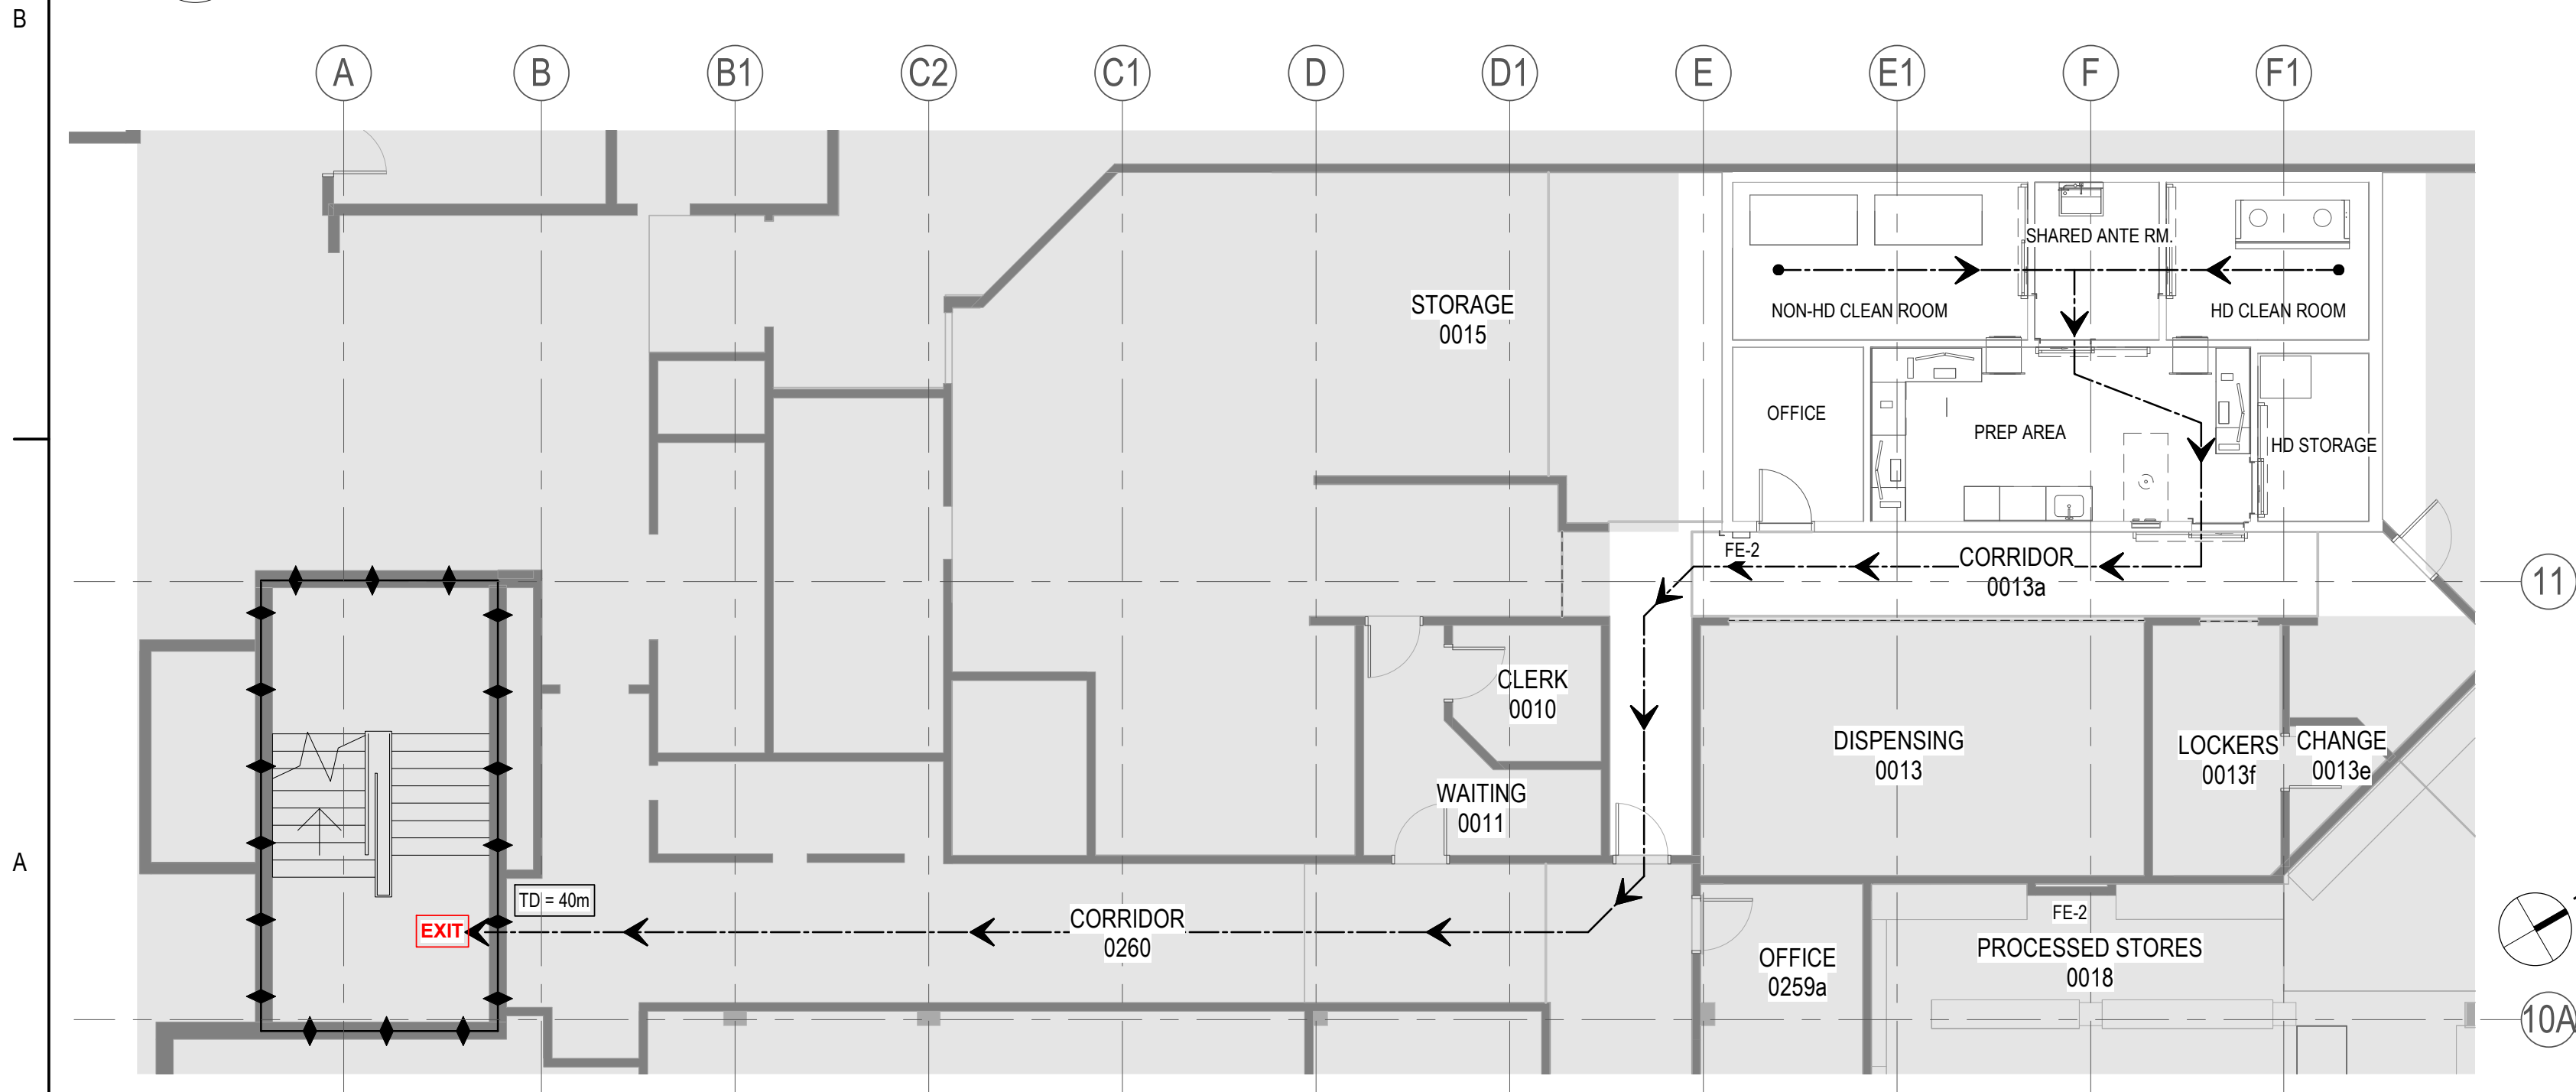 B
A
B
B1
C2
C1
D
D1
E
E1
F
F1
SHARED ANTE RM.
NON-HD CLEAN ROOM
HD CLEAN ROOM
STORAGE
0015
OFFICE
PREP AREA
HD STORAGE
FE-2
CORRIDOR
0013a
11
CLERK
0010
DISPENSING
0013
LOCKERS
0013f
CHANGE
0013e
WAITING
0011
A
TD = 40m
EXIT
CORRIDOR
0260
FE-2
OFFICE
0259a
PROCESSED STORES
0018
10A